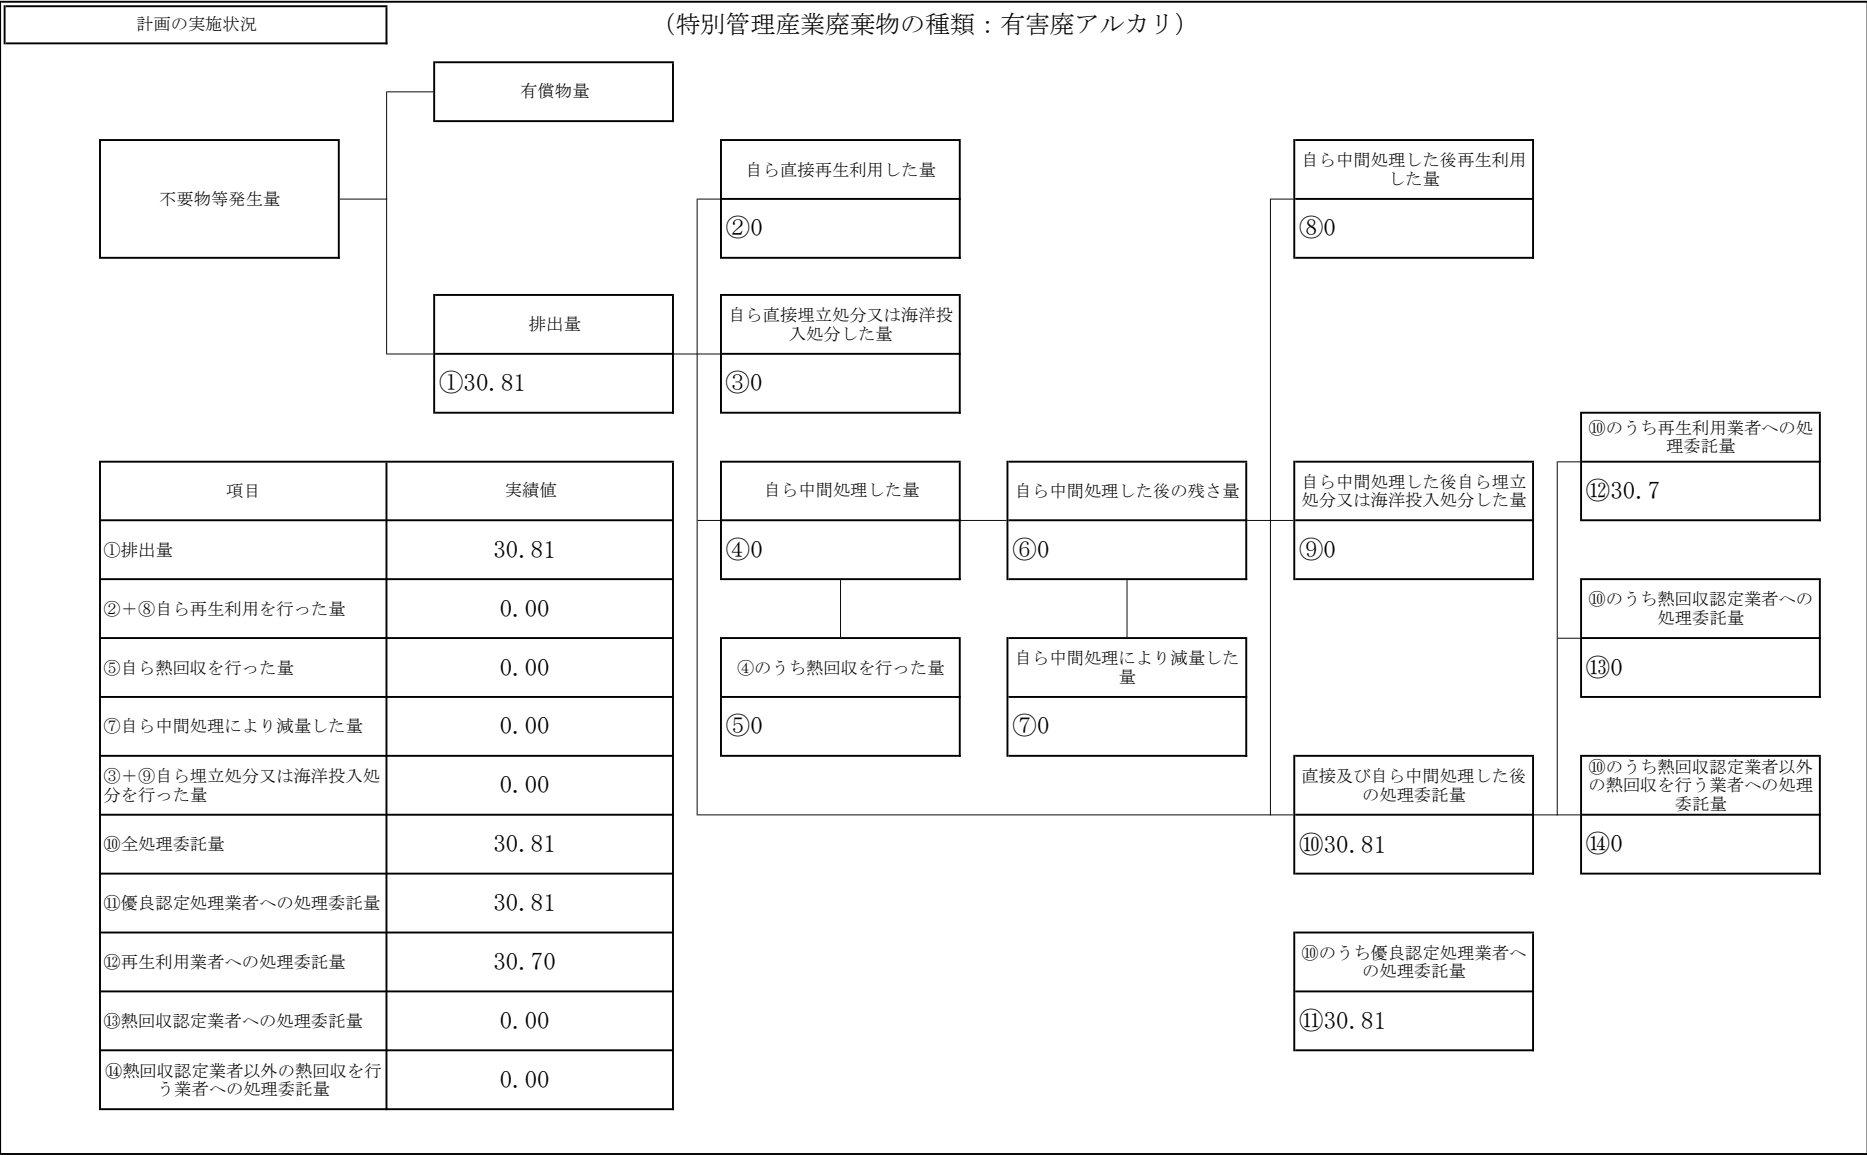 計画の実施状況
（特別管理産業廃棄物の種類：有害廃アルカリ）
有償物量
不要物等発生量
排出量
①30.81
自ら直接再生利用した量
②0
自ら直接埋立処分又は海洋投
入処分した量
③0
自ら中間処理した量
④0
④のうち熱回収を行った量
⑤0
自ら中間処理した後の残さ量
⑥0
自ら中間処理により減量した
量
⑦0
自ら中間処理した後再生利用
した量
⑧0
自ら中間処理した後自ら埋立
処分又は海洋投入処分した量
⑨0
直接及び自ら中間処理した後
の処理委託量
⑩30.81
⑩のうち優良認定処理業者へ
の処理委託量
⑪30.81
⑩のうち再生利用業者への処
理委託量
⑫30.7
⑩のうち熱回収認定業者への
処理委託量
⑬0
⑩のうち熱回収認定業者以外
の熱回収を行う業者への処理
委託量
⑭0
項目 実績値
①排出量 30.81
②＋⑧自ら再生利用を行った量 0.00
⑤自ら熱回収を行った量 0.00
⑦自ら中間処理により減量した量 0.00
③＋⑨自ら埋立処分又は海洋投入処
分を行った量 0.00
⑩全処理委託量 30.81
⑪優良認定処理業者への処理委託量 30.81
⑫再生利用業者への処理委託量 30.70
⑬熱回収認定業者への処理委託量 0.00
⑭熱回収認定業者以外の熱回収を行
う業者への処理委託量 0.00